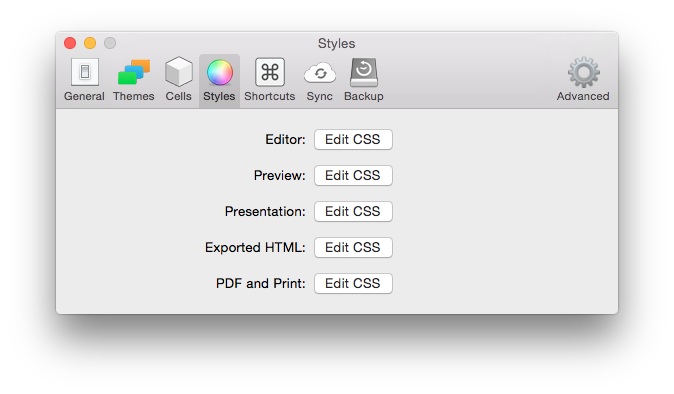 Styles
General Themes Cells Styles Shortcuts Sync Backup Advanced
Editor: Edit CSS
Preview: Edit CSS
Presentation: Edit CSS
Exported HTML: Edit CSS
PDF and Print: Edit CSS